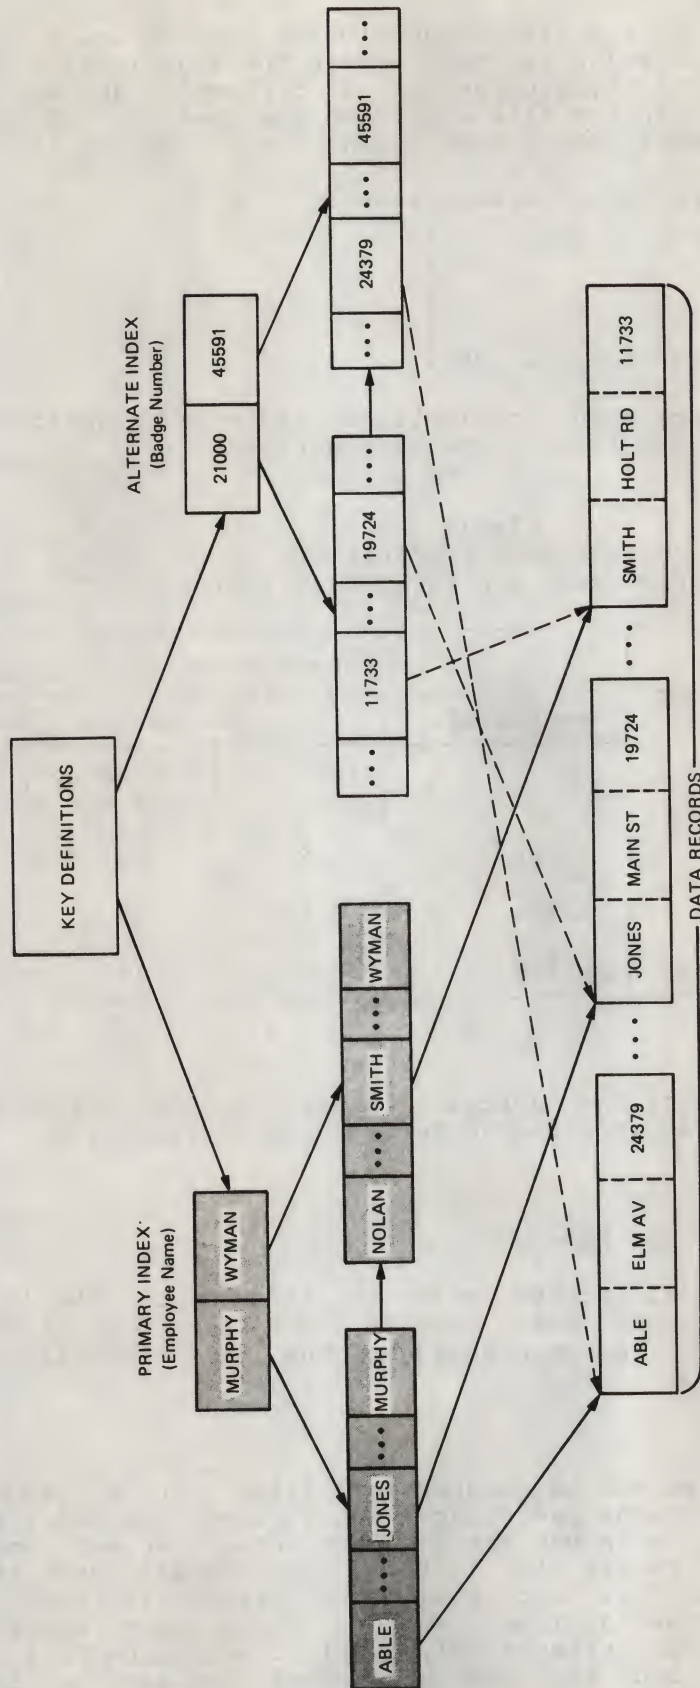 KEY DEFINITIONS
PRIMARY INDEX
(Employee Name)
MURPHY WYMAN
ALTERNATE INDEX
(Badge Number)
21000 45591
ABLE ... JONES ... MURPHY
NOLAN ... SMITH ... WYMAN
... 11733 ... 19724 ...
... 24379 ... 45591 ...
ABLE ELM AV 24379 ... JONES MAIN ST 19724 ... SMITH HOLT RD 11733
DATA RECORDS